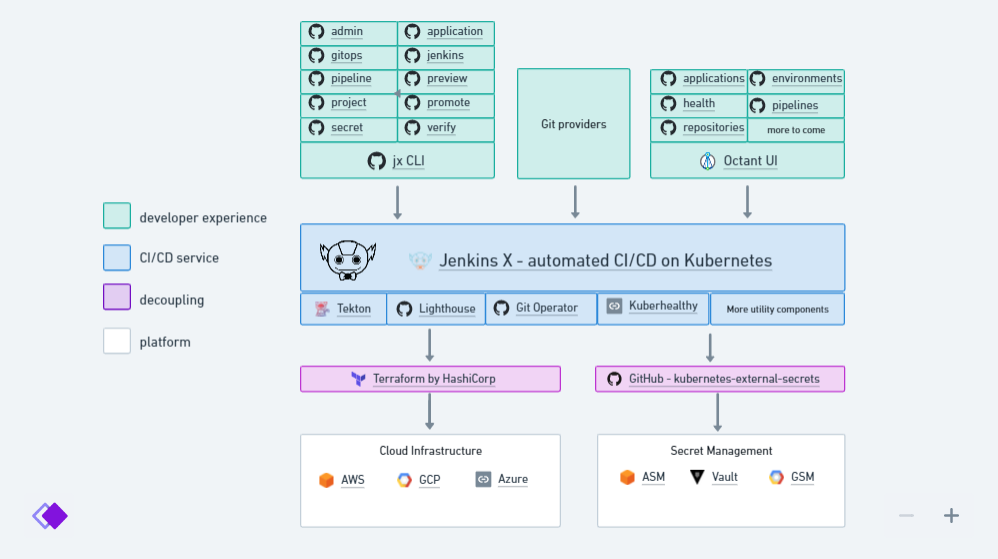 admin
application
gitops
jenkins
pipeline
preview
project
promote
secret
verify
jx CLI
Git providers
applications
environments
health
pipelines
repositories
more to come
Octant UI
developer experience
CI/CD service
decoupling
platform
Jenkins X - automated CI/CD on Kubernetes
Tekton
Lighthouse
Git Operator
Kuberhealthy
More utility components
Terraform by HashiCorp
GitHub - kubernetes-external-secrets
Cloud Infrastructure
AWS
GCP
Azure
Secret Management
ASM
Vault
GSM